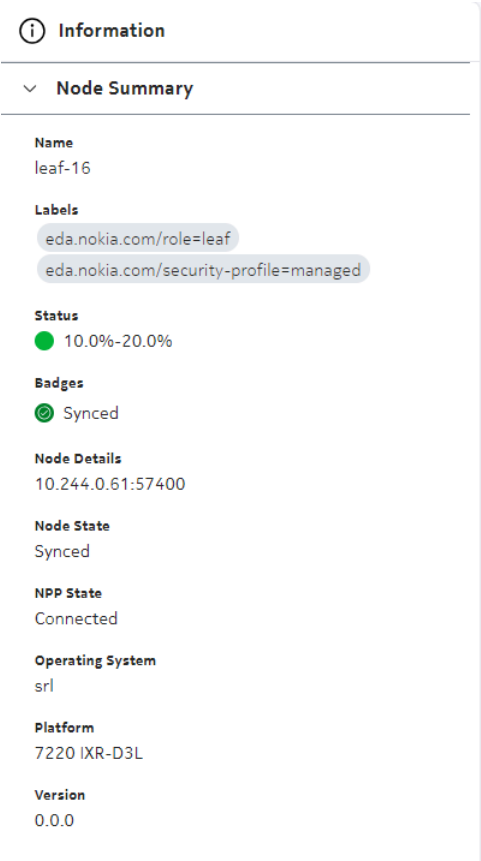 Information
Node Summary
Name
leaf-16
Labels
eda.nokia.com/role=leaf
eda.nokia.com/security-profile=managed
Status
10.0%-20.0%
Badges
Synced
Node Details
10.244.0.61:57400
Node State
Synced
NPP State
Connected
Operating System
srl
Platform
7220 IXR-D3L
Version
0.0.0